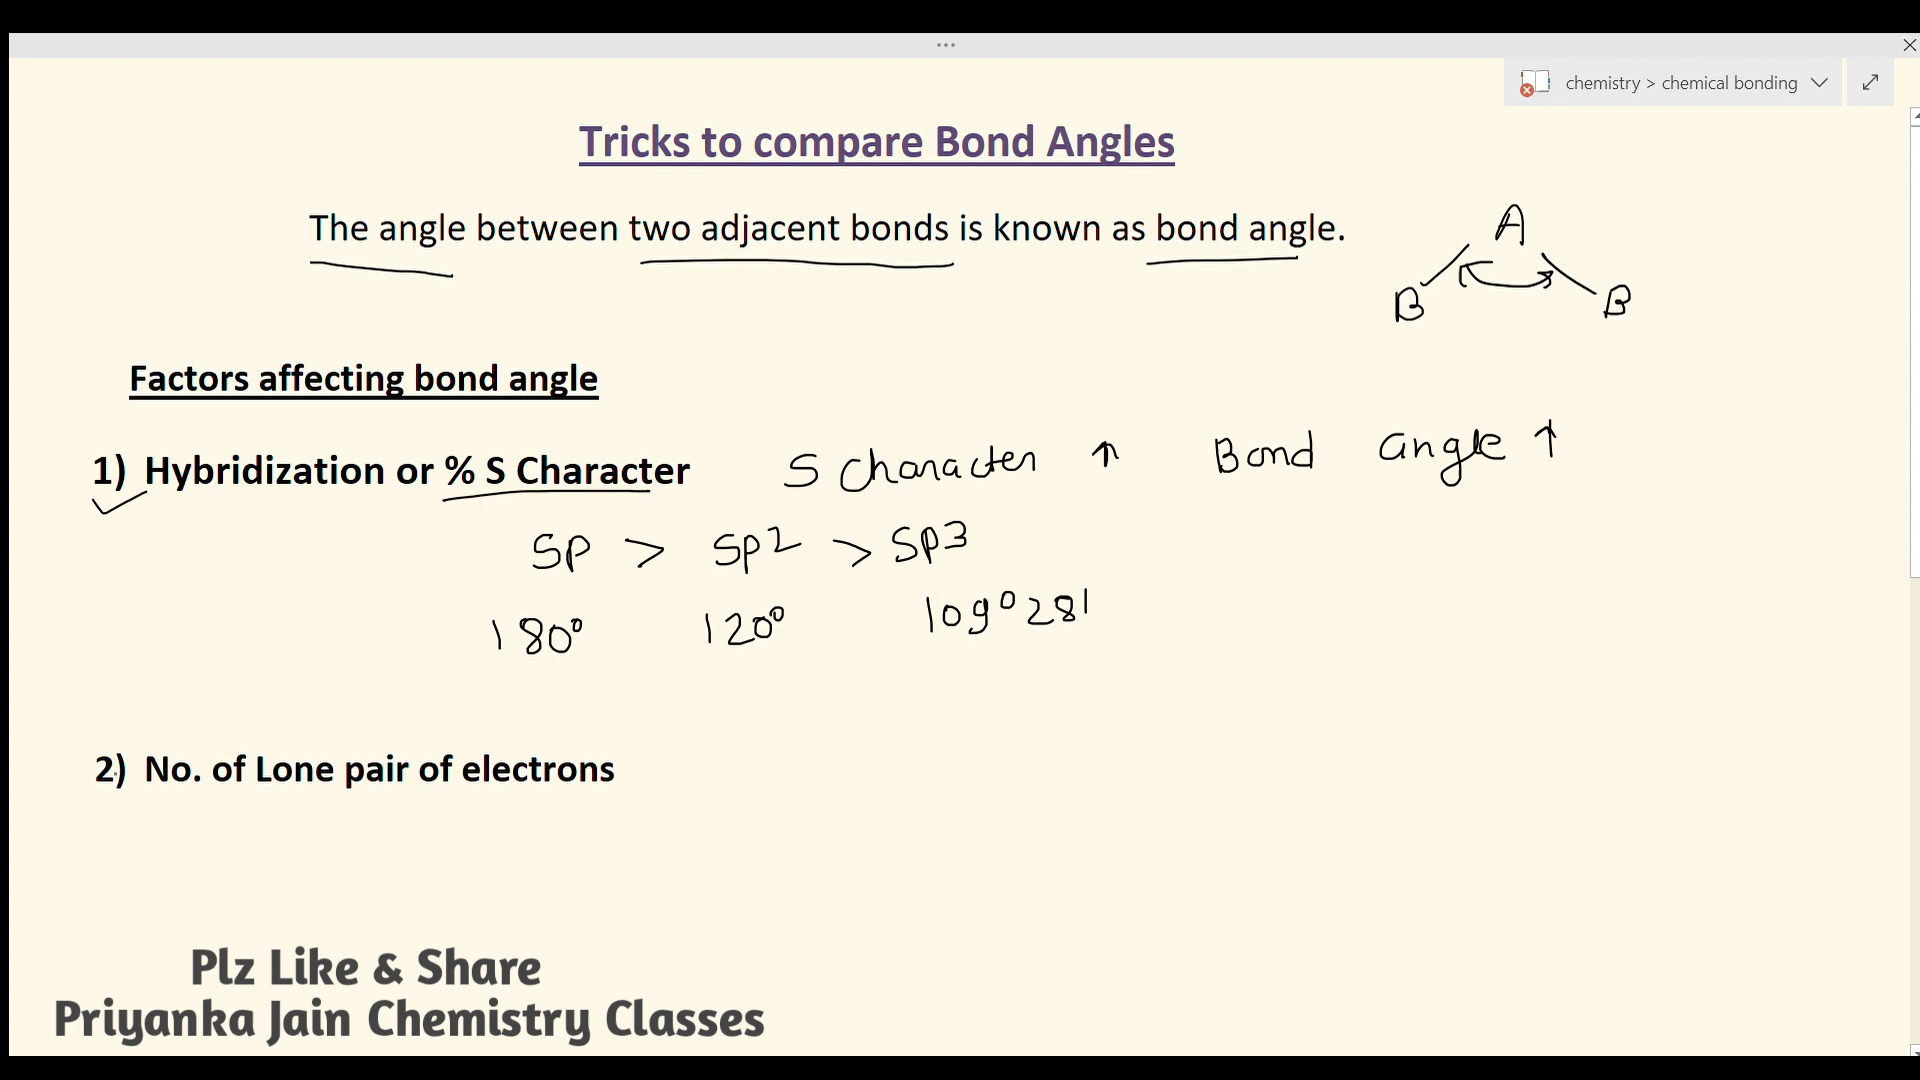 chemistry > chemical bonding
Tricks to compare Bond Angles
The angle between two adjacent bonds is known as bond angle.
A
B B
Factors affecting bond angle
1) Hybridization or % S Character S Character ↑ Bond angle ↑
SP > SP2 > SP3
180° 120° 109°28'
2) No. of Lone pair of electrons
Plz Like & Share
Priyanka Jain Chemistry Classes